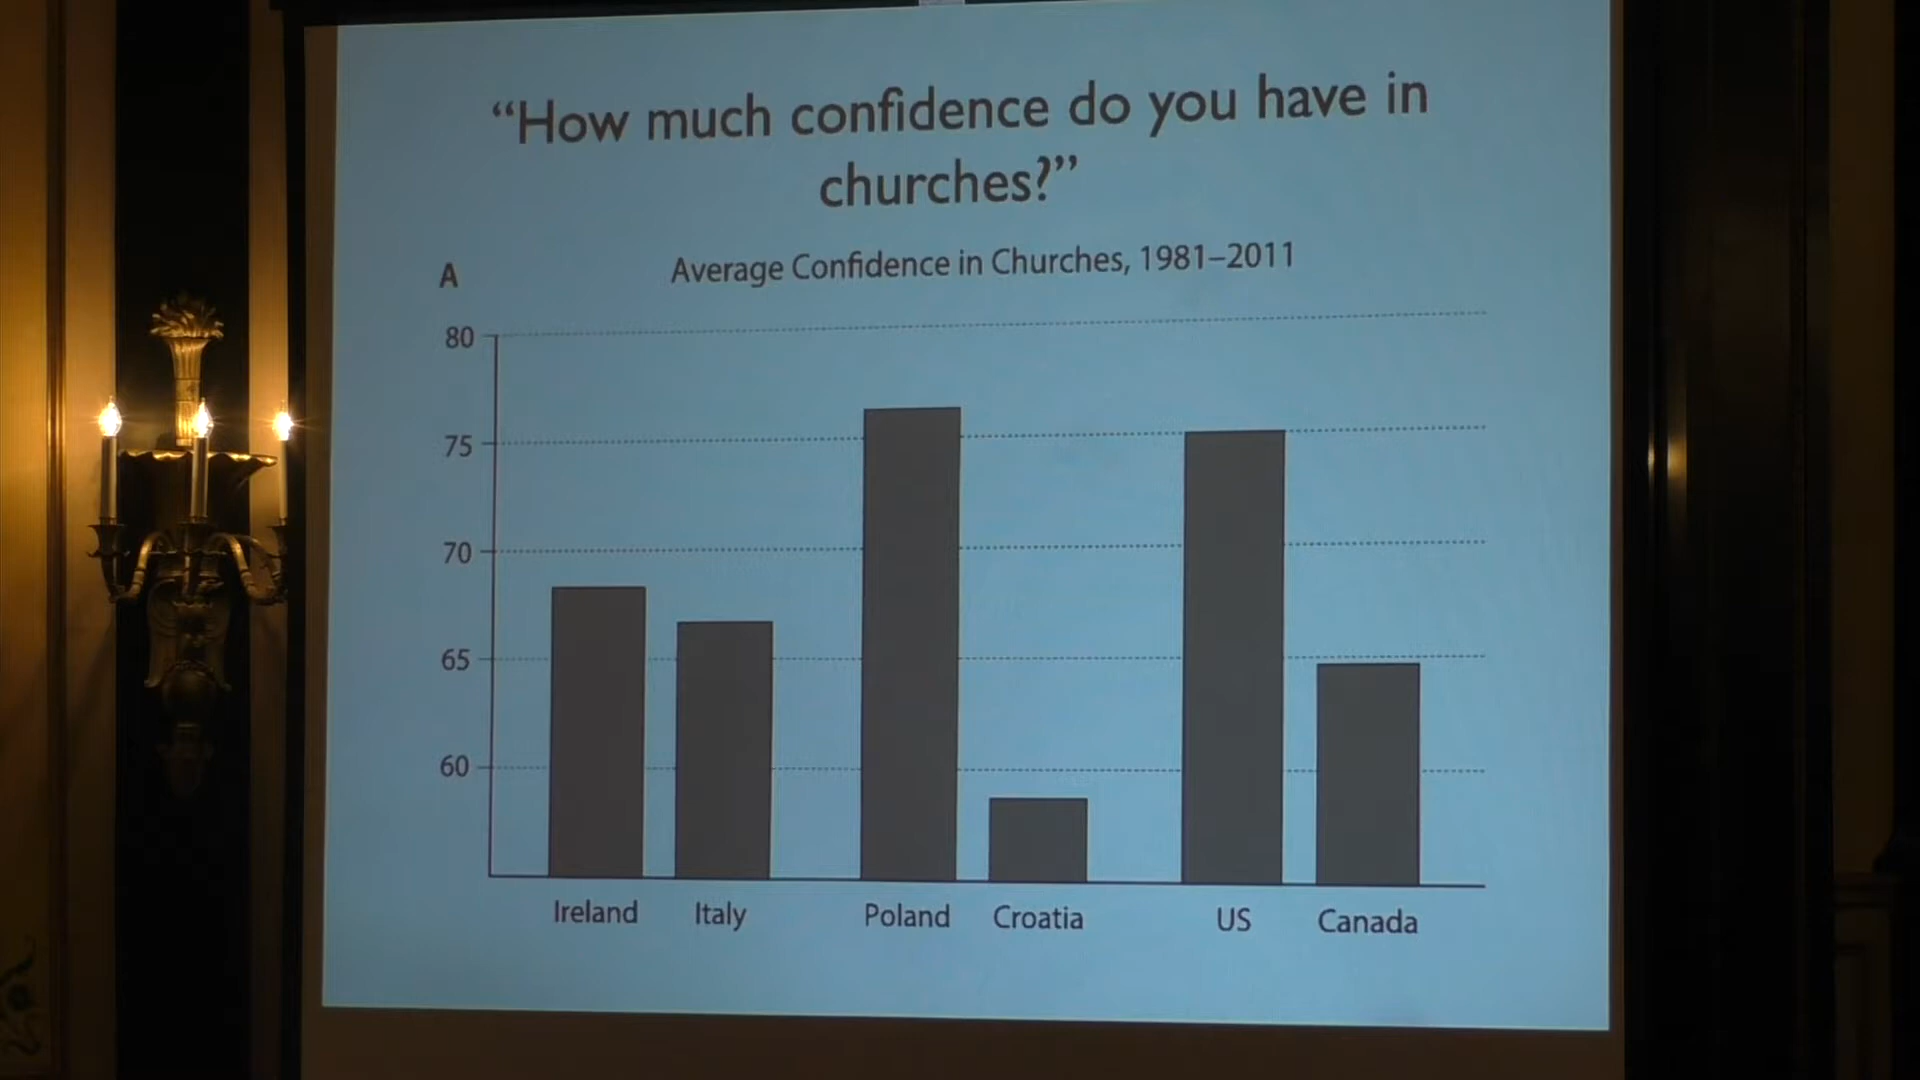 “How much confidence do you have in
churches?”
A
Average Confidence in Churches, 1981–2011
80
75
70
65
60
Ireland Italy Poland Croatia US Canada